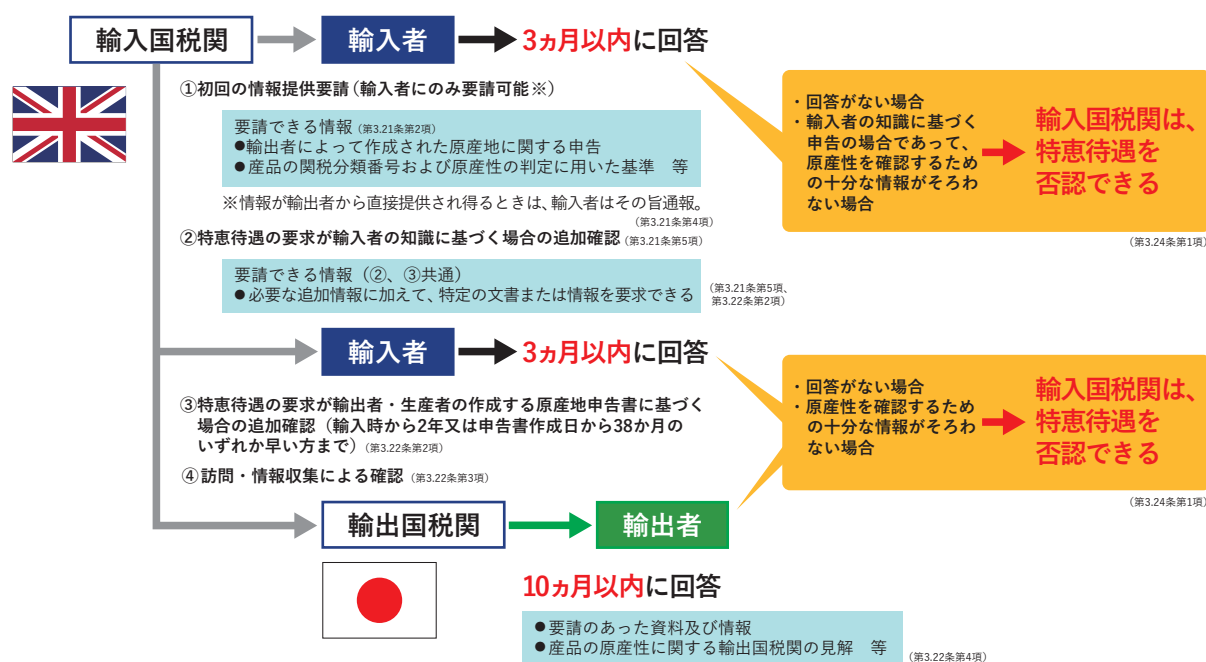 輸入国税関
輸入者
3ヵ月以内に回答
①初回の情報提供要請（輸入者にのみ要請可能※）
要請できる情報（第3.21条第2項）
●輸出者によって作成された原産地に関する申告
●産品の関税分類番号および原産性の判定に用いた基準　等
※情報が輸出者から直接提供され得るときは、輸入者はその旨通報。
（第3.21条第4項）
・回答がない場合
・輸入者の知識に基づく
申告の場合であって、
原産性を確認するため
の十分な情報がそろわ
ない場合
輸入国税関は、
特恵待遇を
否認できる
（第3.24条第1項）
②特恵待遇の要求が輸入者の知識に基づく場合の追加確認（第3.21条第5項）
要請できる情報（②、③共通）
●必要な追加情報に加えて、特定の文書または情報を要求できる
（第3.21条第5項、
第3.22条第2項）
輸入者
3ヵ月以内に回答
③特恵待遇の要求が輸出者・生産者の作成する原産地申告書に基づく
場合の追加確認（輸入時から2年又は申告書作成日から38か月の
いずれか早い方まで）（第3.22条第2項）
④訪問・情報収集による確認（第3.22条第3項）
・回答がない場合
・原産性を確認するため
の十分な情報がそろわ
ない場合
輸入国税関は、
特恵待遇を
否認できる
（第3.24条第1項）
輸出国税関
輸出者
10ヵ月以内に回答
●要請のあった資料及び情報
●産品の原産性に関する輸出国税関の見解　等
（第3.22条第4項）